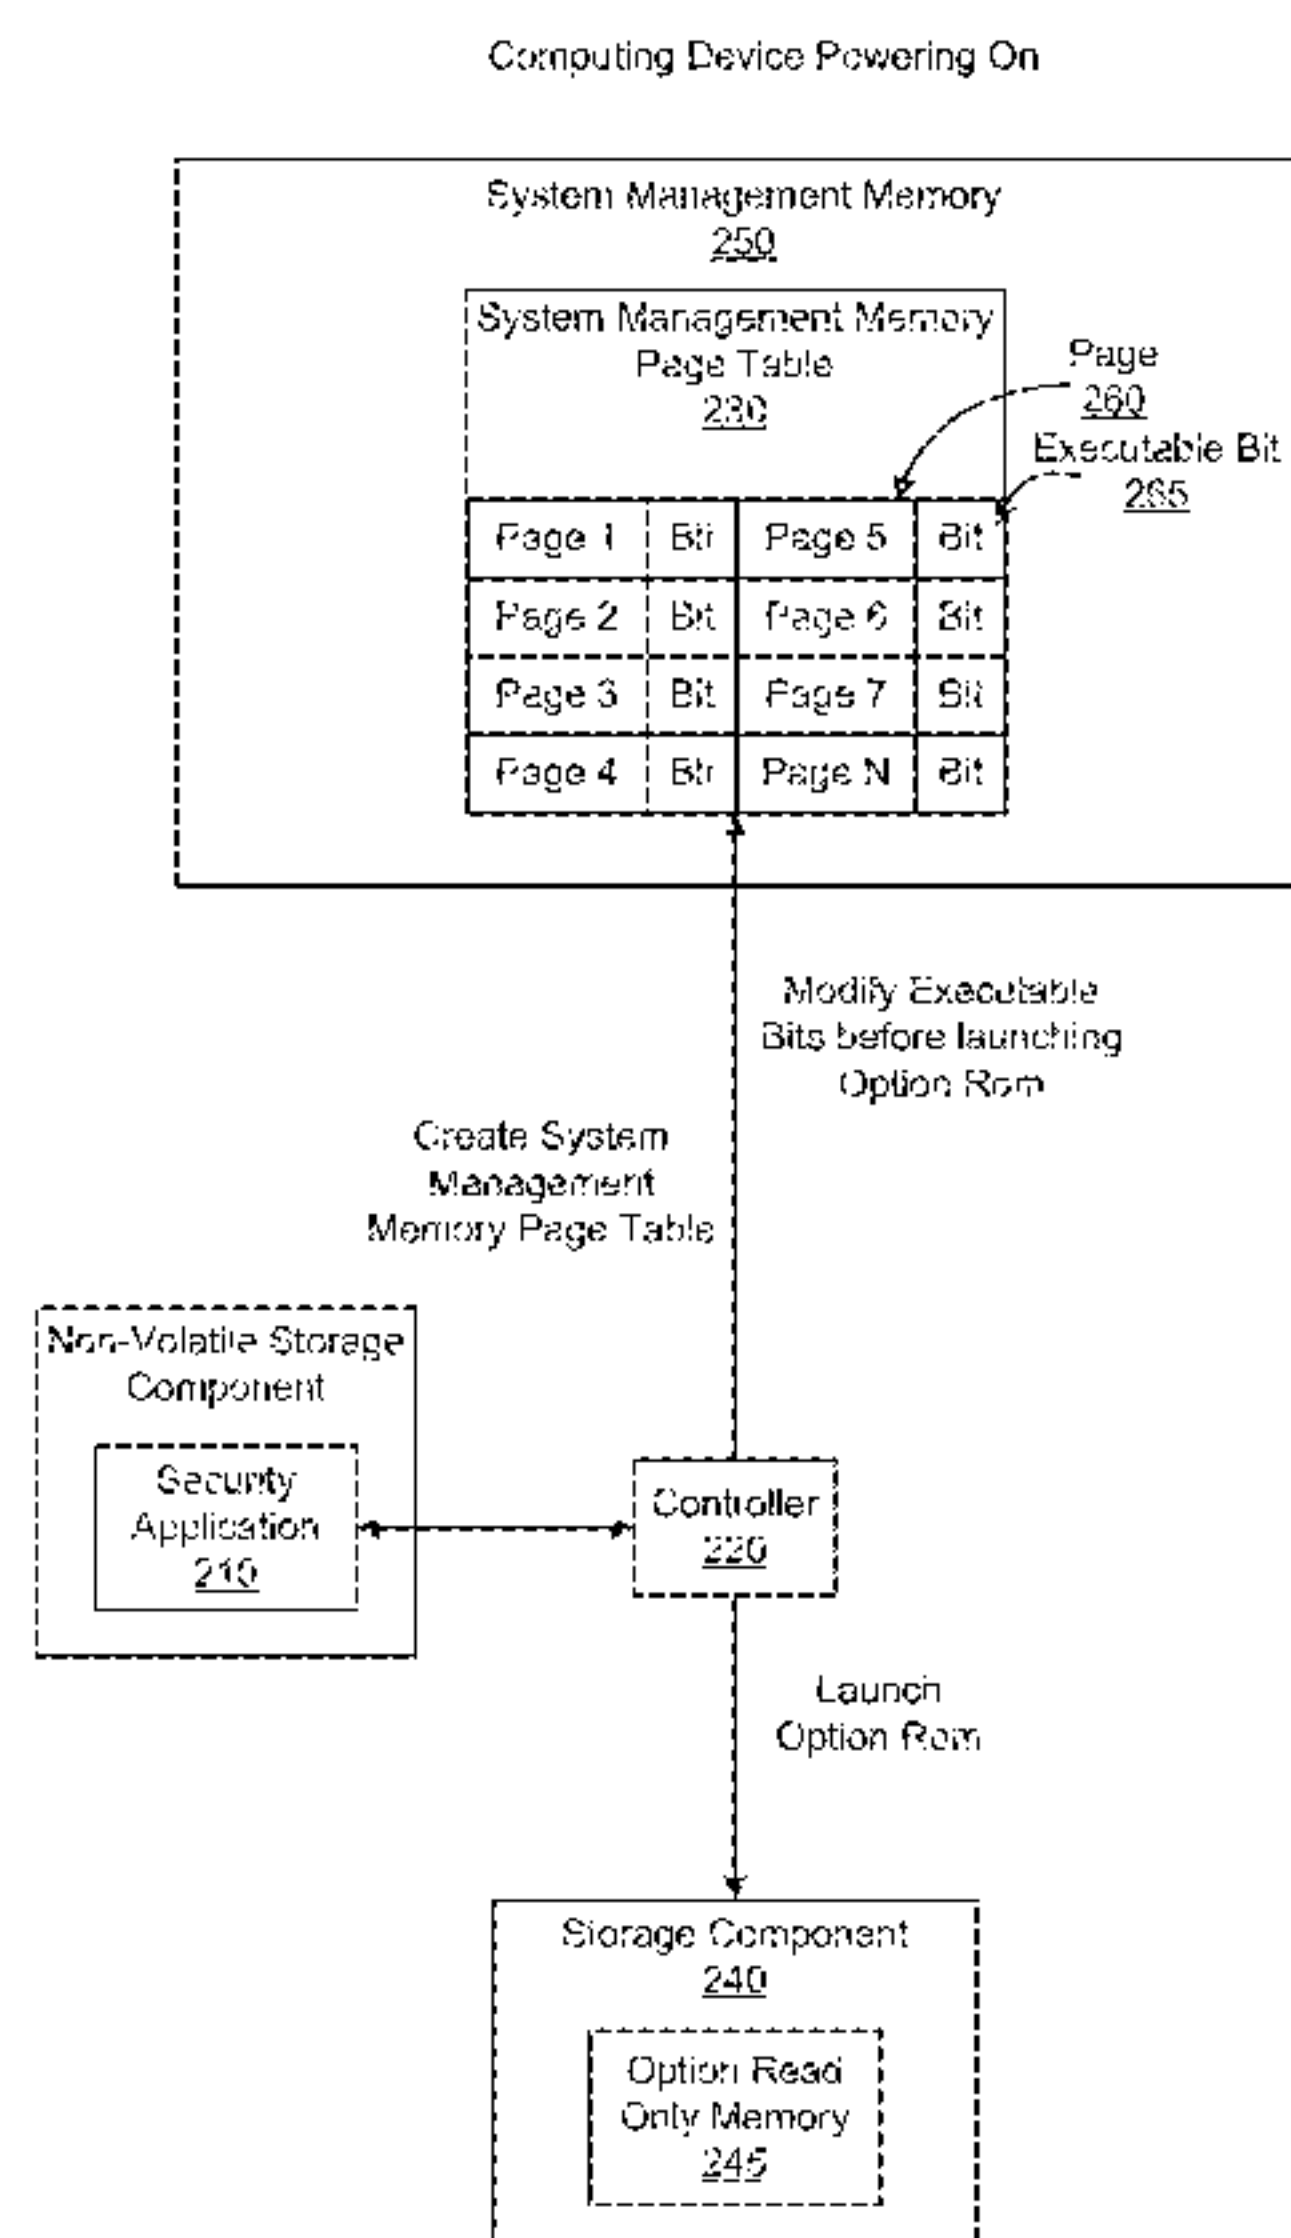 Computing Device Powering On
System Management Memory
250
System Management Memory
Page Table
230
Page
260
Executable Bit
265
Page 1 Bit Page 5 Bit
Page 2 Bit Page 6 Bit
Page 3 Bit Page 7 Bit
Page 4 Bit Page N Bit
Modify Executable
Bits before launching
Option Rom
Create System
Management
Memory Page Table
Non-Volatile Storage
Component
Security
Application
210
Controller
220
Launch
Option Rom
Storage Component
240
Option Read
Only Memory
245